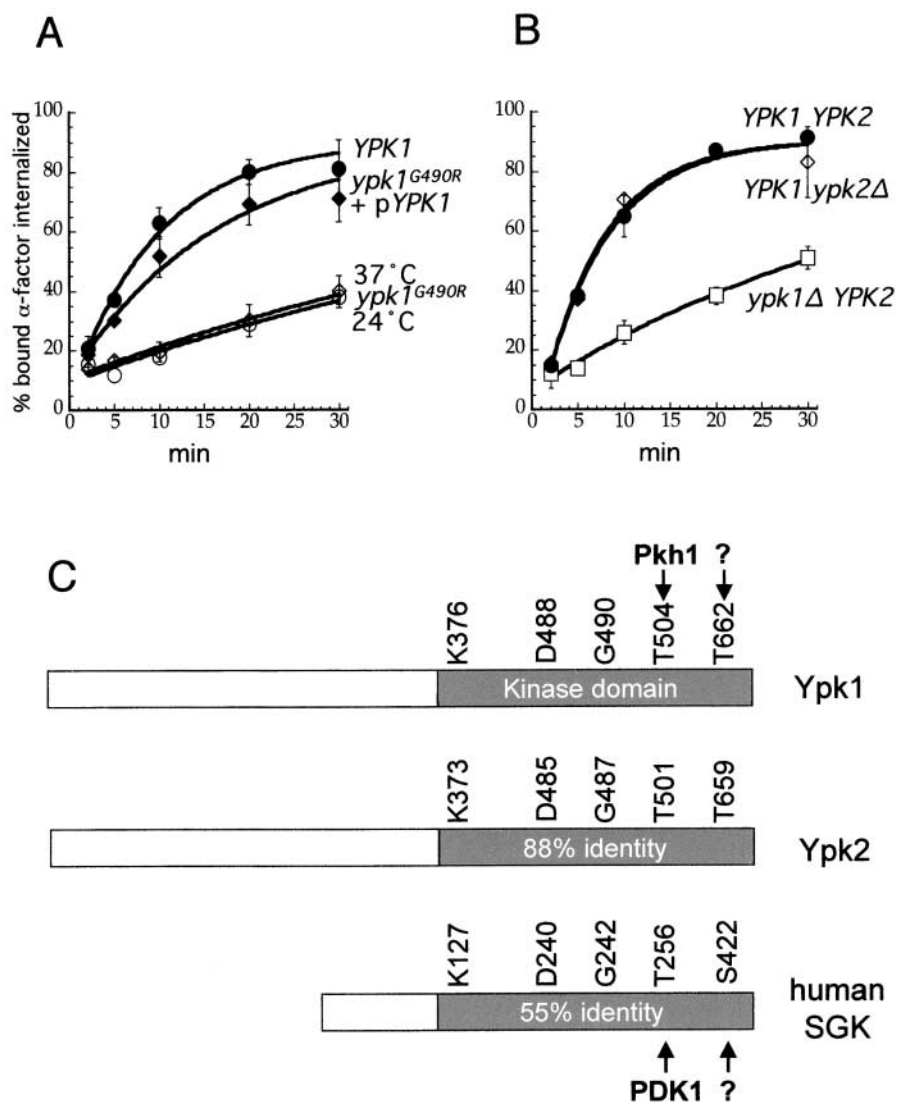 A
% bound α-factor internalized
100
80
60
40
20
0
0 5 10 15 20 25 30
min
YPK1
ypk1G490R
+ pYPK1
37˚C
ypk1G490R
24˚C
B
100
80
60
40
20
0
0 5 10 15 20 25 30
min
YPK1 YPK2
YPK1 ypk2Δ
ypk1Δ YPK2
C
Pkh1 ?
K376 D488 G490 T504 T662
Kinase domain
Ypk1
K373 D485 G487 T501 T659
88% identity
Ypk2
K127 D240 G242 T256 S422
55% identity
human
SGK
PDK1 ?